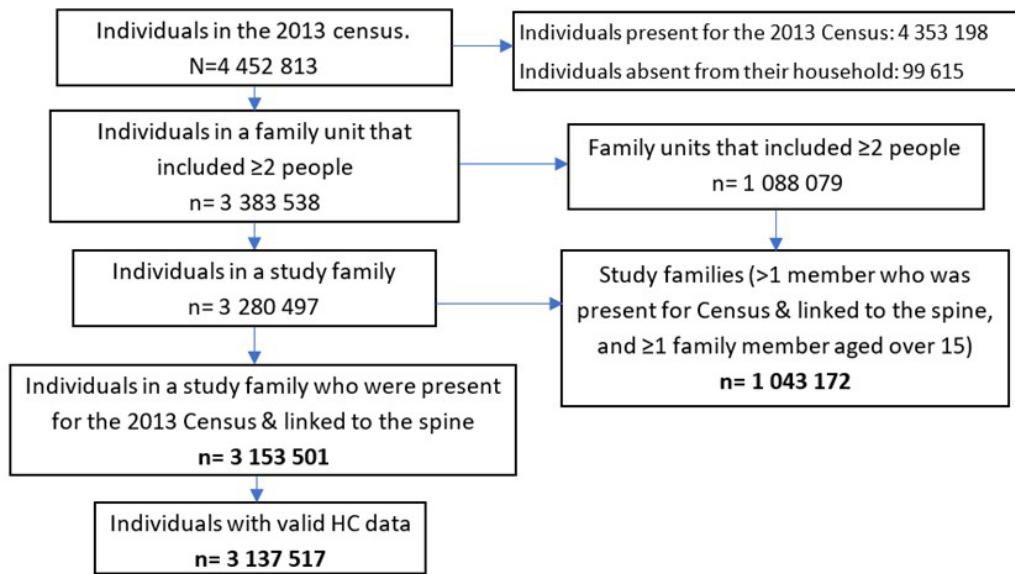 Individuals in the 2013 census.
N=4 452 813
Individuals present for the 2013 Census: 4 353 198
Individuals absent from their household: 99 615
Individuals in a family unit that
included ≥2 people
n= 3 383 538
Family units that included ≥2 people
n= 1 088 079
Individuals in a study family
n= 3 280 497
Study families (>1 member who was
present for Census & linked to the spine,
and ≥1 family member aged over 15)
n= 1 043 172
Individuals in a study family who were present
for the 2013 Census & linked to the spine
n= 3 153 501
Individuals with valid HC data
n= 3 137 517